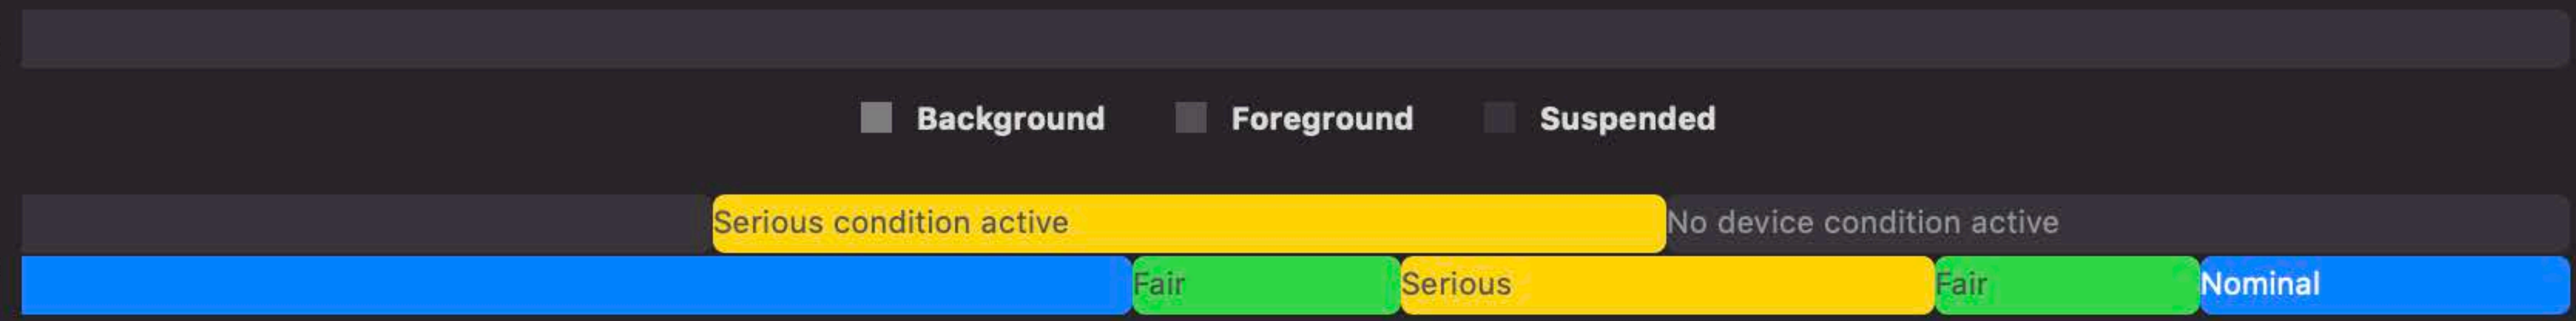 Background Foreground Suspended
Serious condition active No device condition active
Fair Serious Fair Nominal